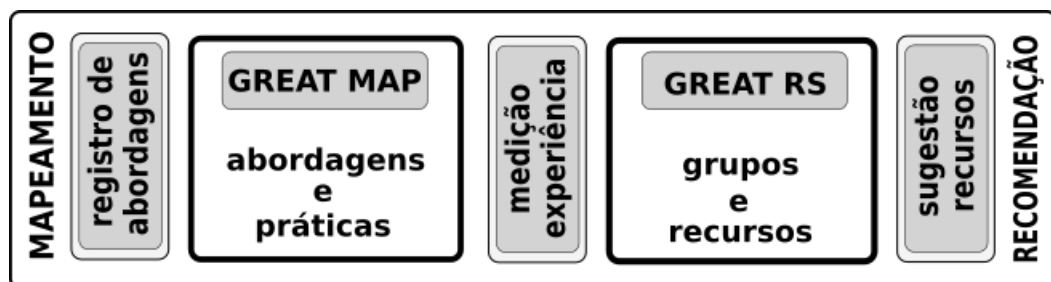 MAPEAMENTO
registro de
abordagens
GREAT MAP
abordagens
e
práticas
medição
experiência
GREAT RS
grupos
e
recursos
sugestão
recursos
RECOMENDAÇÃO